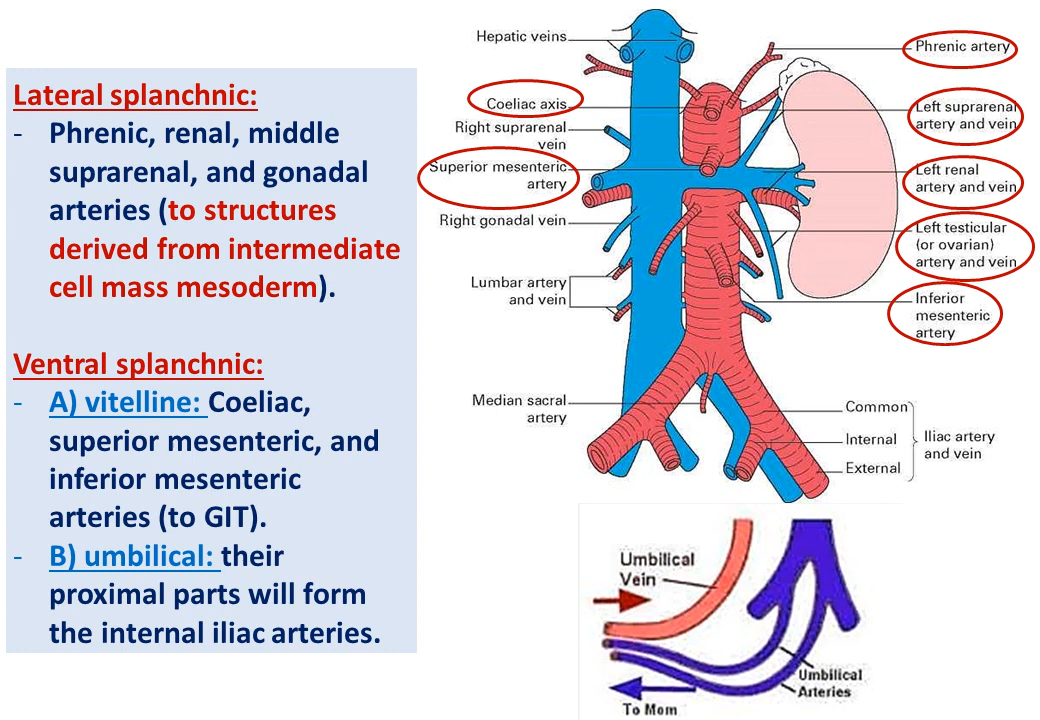 Lateral splanchnic:
- Phrenic, renal, middle
suprarenal, and gonadal
arteries (to structures
derived from intermediate
cell mass mesoderm).
Ventral splanchnic:
- A) vitelline: Coeliac,
superior mesenteric, and
inferior mesenteric
arteries (to GIT).
- B) umbilical: their
proximal parts will form
the internal iliac arteries.
Hepatic veins
Coeliac axis
Right suprarenal
vein
Superior mesenteric
artery
Right gonadal vein
Lumbar artery
and vein
Median sacral
artery
Phrenic artery
Left suprarenal
artery and vein
Left renal
artery and vein
Left testicular
(or ovarian)
artery and vein
Inferior
mesenteric
artery
Common
Internal
External
Iliac artery
and vein
Umbilical
Vein
Umbilical
Arteries
To Mom